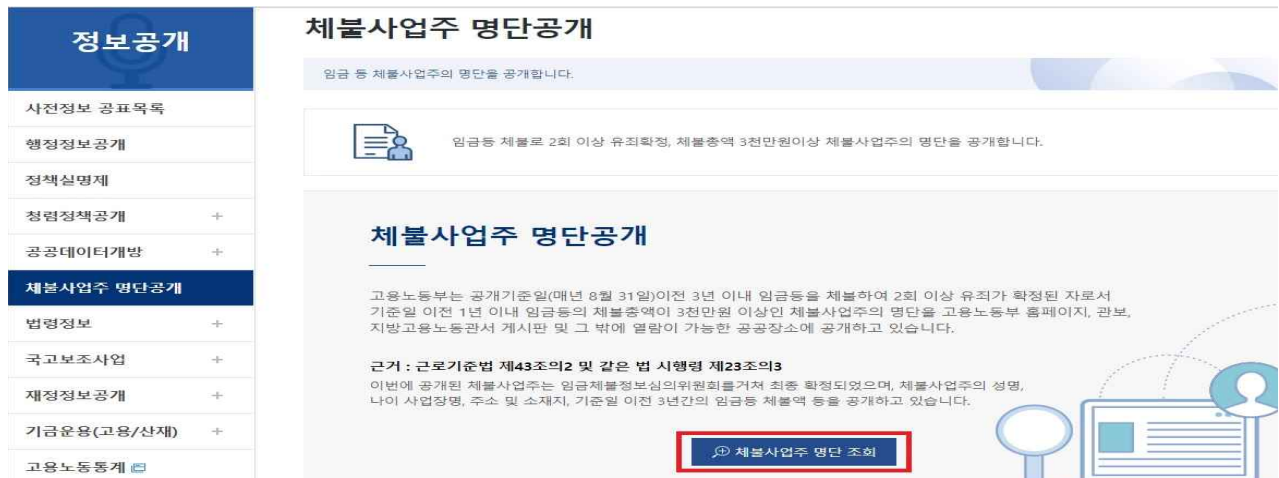 정보공개
사전정보 공표목록
행정정보공개
정책실명제
청렴정책공개 +
공공데이터개방 +
체불사업주 명단공개
법령정보 +
국고보조사업 +
재정정보공개 +
기금운용(고용/산재) +
고용노동통계
체불사업주 명단공개
임금 등 체불사업주의 명단을 공개합니다.
임금등 체불로 2회 이상 유죄확정, 체불총액 3천만원이상 체불사업주의 명단을 공개합니다.
체불사업주 명단공개
고용노동부는 공개기준일(매년 8월 31일)이전 3년 이내 임금등을 체불하여 2회 이상 유죄가 확정된 자로서
기준일 이전 1년 이내 임금등의 체불총액이 3천만원 이상인 체불사업주의 명단을 고용노동부 홈페이지, 관보,
지방고용노동관서 게시판 및 그 밖에 열람이 가능한 공공장소에 공개하고 있습니다.
근거 : 근로기준법 제43조의2 및 같은 법 시행령 제23조의3
이번에 공개된 체불사업주는 임금체불정보심의위원회를거쳐 최종 확정되었으며, 체불사업주의 성명,
나이 사업장명, 주소 및 소재지, 기준일 이전 3년간의 임금등 체불액 등을 공개하고 있습니다.
체불사업주 명단 조회